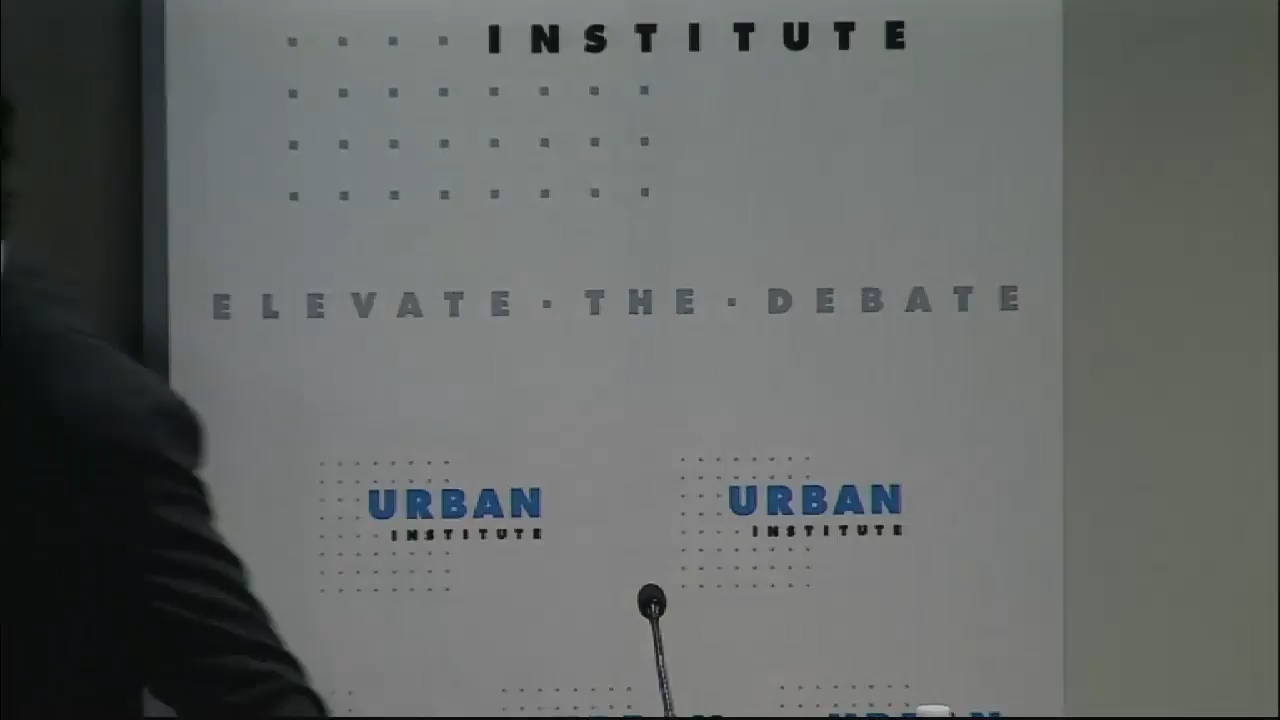 INSTITUTE
ELEVATE · THE · DEBATE
URBAN
INSTITUTE
URBAN
INSTITUTE